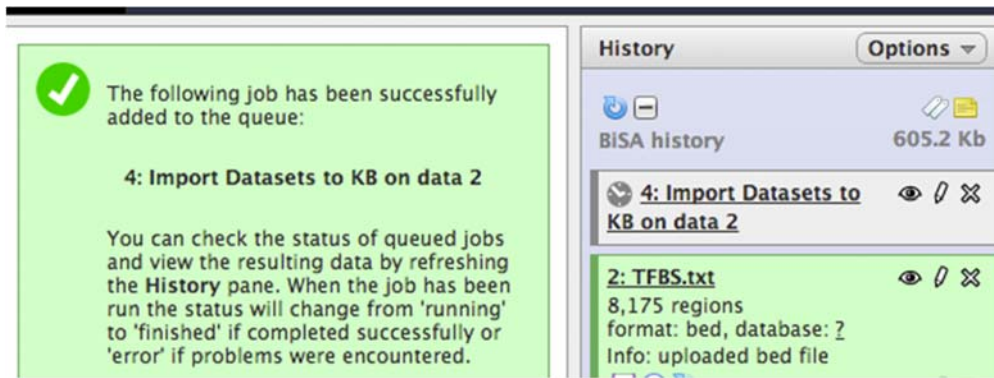 The following job has been successfully
added to the queue:
4: Import Datasets to KB on data 2
You can check the status of queued jobs
and view the resulting data by refreshing
the History pane. When the job has been
run the status will change from 'running'
to 'finished' if completed successfully or
'error' if problems were encountered.
History
Options
BiSA history
605.2 Kb
4: Import Datasets to
KB on data 2
2: TFBS.txt
8,175 regions
format: bed, database: ?
Info: uploaded bed file